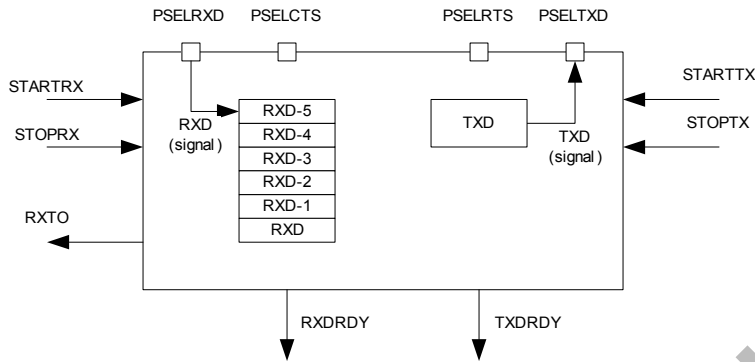 PSELRXD PSELCTS PSELRTS PSELTXD
STARTRX
STARTTX
RXD
(signal)
RXD-5
RXD-4
RXD-3
RXD-2
RXD-1
RXD
TXD
TXD
(signal)
STOPRX
STOPTX
RXTO
RXDRDY
TXDRDY